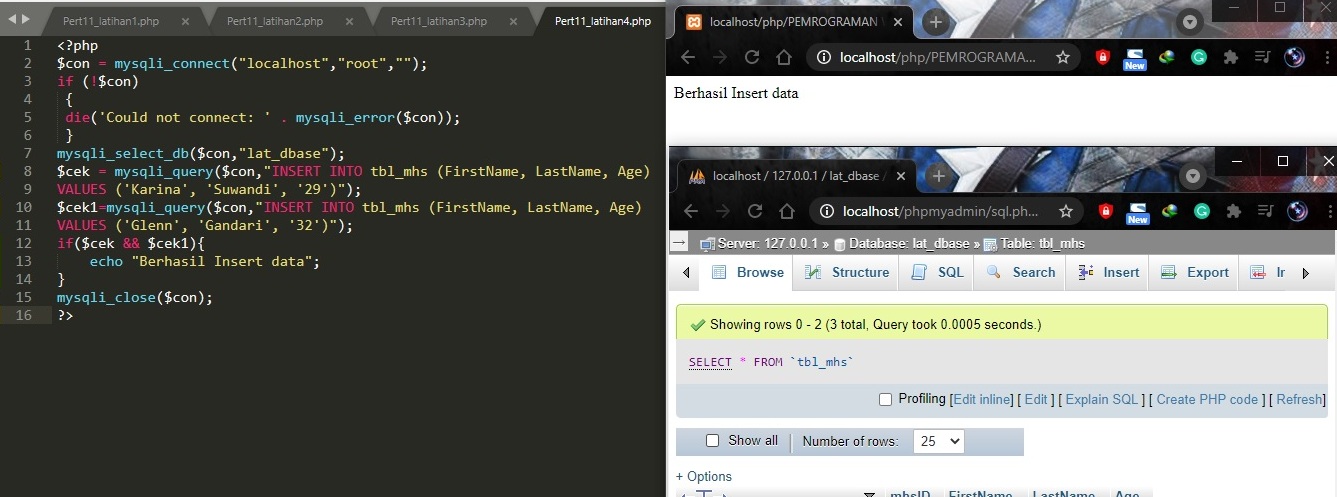 Pert11_latihan1.php × Pert11_latihan2.php × Pert11_latihan3.php × Pert11_latihan4.php
1 <?php
2 $con = mysqli_connect("localhost","root","");
3 if (!$con)
4 {
5 die('Could not connect: ' . mysqli_error($con));
6 }
7 mysqli_select_db($con,"lat_dbase");
8 $cek = mysqli_query($con,"INSERT INTO tbl_mhs (FirstName, LastName, Age)
9 VALUES ('Karina', 'Suwandi', '29')");
10 $cek1=mysqli_query($con,"INSERT INTO tbl_mhs (FirstName, LastName, Age)
11 VALUES ('Glenn', 'Gandari', '32')");
12 if($cek && $cek1){
13 echo "Berhasil Insert data";
14 }
15 mysqli_close($con);
16 ?>
localhost/php/PEMROGRAMAN
localhost/php/PEMROGRAMA...
New
Berhasil Insert data
localhost / 127.0.0.1 / lat_dbase /
localhost/phpmyadmin/sql.ph...
New
Server: 127.0.0.1 » Database: lat_dbase » Table: tbl_mhs
Browse Structure SQL Search Insert Export Ir
Showing rows 0 - 2 (3 total, Query took 0.0005 seconds.)
SELECT * FROM `tbl_mhs`
Profiling [Edit inline] [ Edit ] [ Explain SQL ] [ Create PHP code ] [ Refresh]
Show all Number of rows: 25
+ Options
mhsID FirstName LastName Age